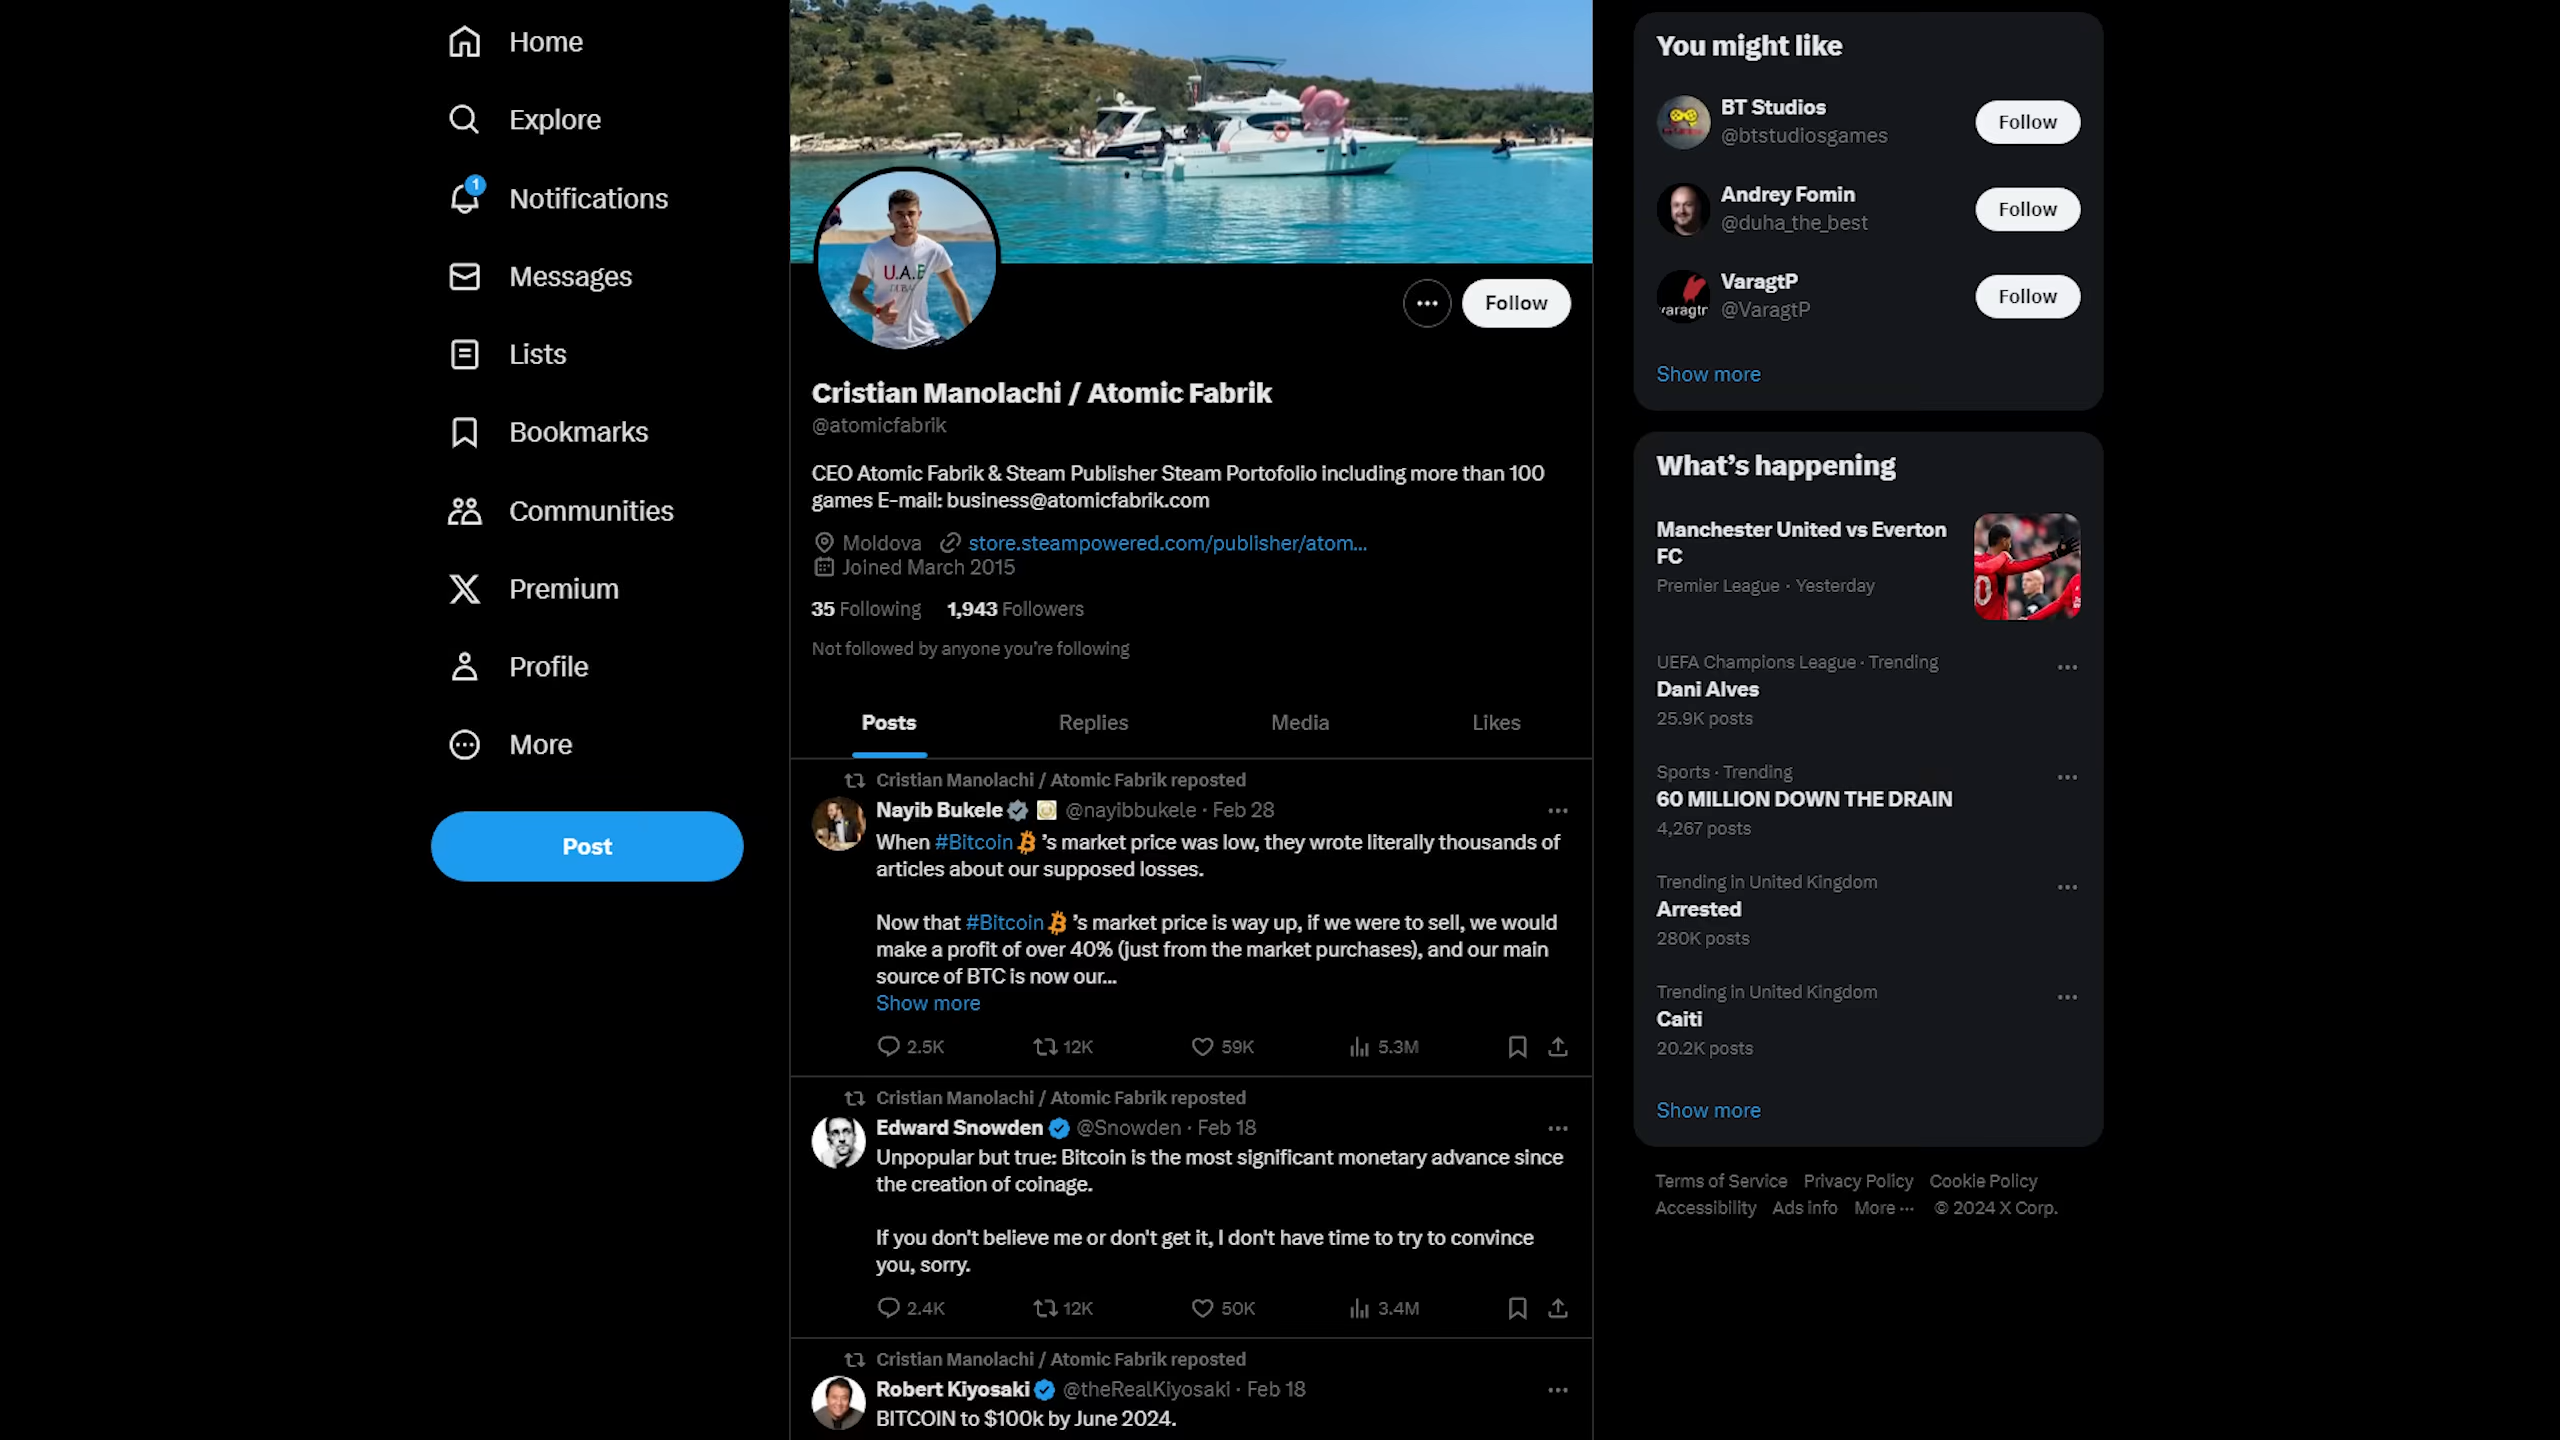 Home
Explore
1
Notifications
Messages
Lists
Bookmarks
Communities
Premium
Profile
More
Post
U.A.E
Follow
Cristian Manolachi / Atomic Fabrik
@atomicfabrik
CEO Atomic Fabrik & Steam Publisher Steam Portofolio including more than 100
games E-mail: business@atomicfabrik.com
Moldova store.steampowered.com/publisher/atom...
Joined March 2015
35 Following 1,943 Followers
Not followed by anyone you're following
Posts Replies Media Likes
Cristian Manolachi / Atomic Fabrik reposted
Nayib Bukele @nayibbukele · Feb 28
When #Bitcoin 's market price was low, they wrote literally thousands of
articles about our supposed losses.
Now that #Bitcoin 's market price is way up, if we were to sell, we would
make a profit of over 40% (just from the market purchases), and our main
source of BTC is now our...
Show more
2.5K 12K 59K 5.3M
Cristian Manolachi / Atomic Fabrik reposted
Edward Snowden @Snowden · Feb 18
Unpopular but true: Bitcoin is the most significant monetary advance since
the creation of coinage.
If you don't believe me or don't get it, I don't have time to try to convince
you, sorry.
2.4K 12K 50K 3.4M
Cristian Manolachi / Atomic Fabrik reposted
Robert Kiyosaki @theRealKiyosaki · Feb 18
BITCOIN to $100k by June 2024.
You might like
BT Studios
@btstudiosgames
Follow
Andrey Fomin
@duha_the_best
Follow
VaragtP
@VaragtP
Follow
Show more
What's happening
Manchester United vs Everton
FC
Premier League · Yesterday
UEFA Champions League · Trending
Dani Alves
25.9K posts
Sports · Trending
60 MILLION DOWN THE DRAIN
4,267 posts
Trending in United Kingdom
Arrested
280K posts
Trending in United Kingdom
Caiti
20.2K posts
Show more
Terms of Service Privacy Policy Cookie Policy
Accessibility Ads info More ··· © 2024 X Corp.